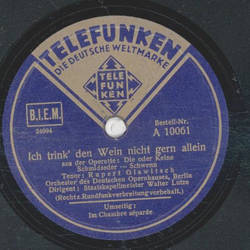 TELEFUNKEN
DIE DEUTSCHE WELTMARKE
TELE
FUN
KEN
B.I.E.M.
Bestell-Nr.
A 10061
Ich trink' den Wein nicht gern allein
aus der Operette: Die oder Keine
Schmidseder — Schwenn
Tenor: Rupert Glawitsch
Orchester des Deutschen Opernhauses, Berlin
Dirigent: Staatskapellmeister Walter Lutze
(Rechte Rundfunkverbreitung vorbehalt.)
Umseitig:
Im Chambre séparée